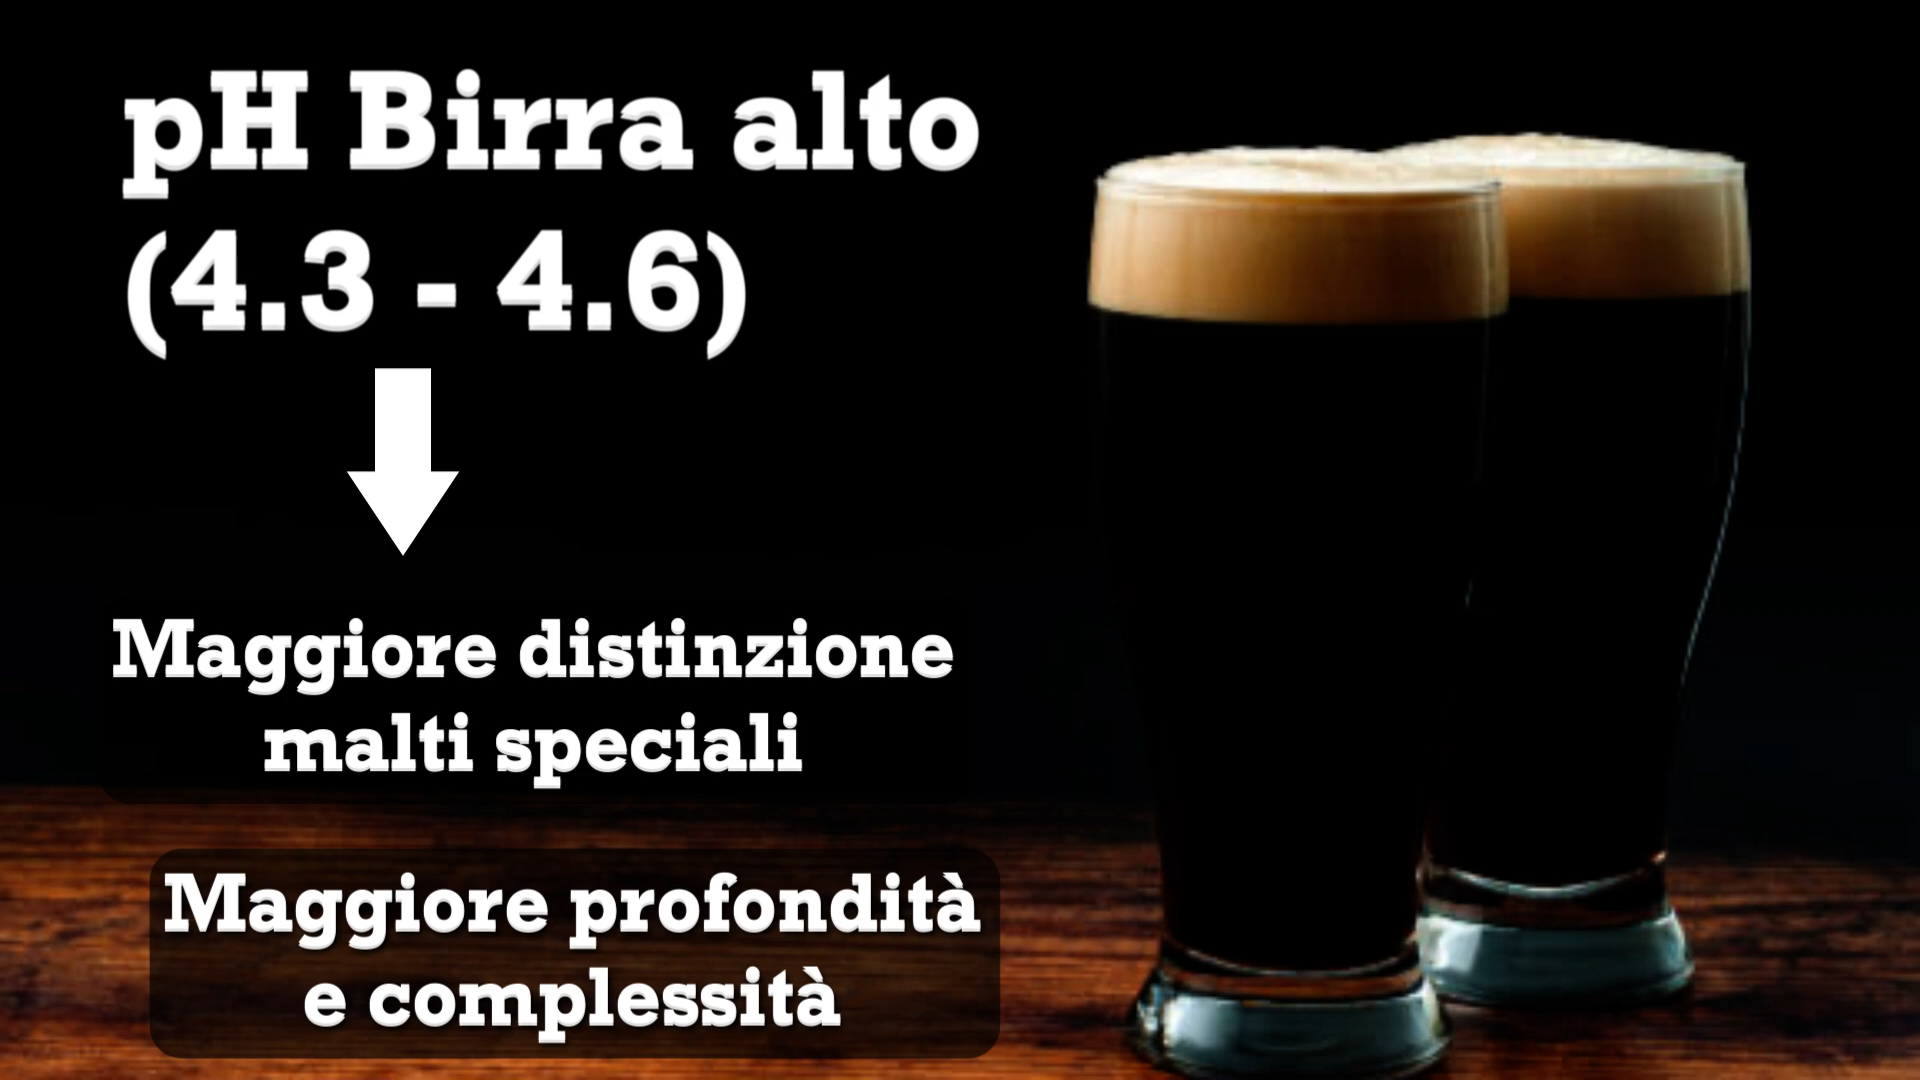 pH Birra alto
(4.3 - 4.6)
Maggiore distinzione
malti speciali
Maggiore profondità
e complessità